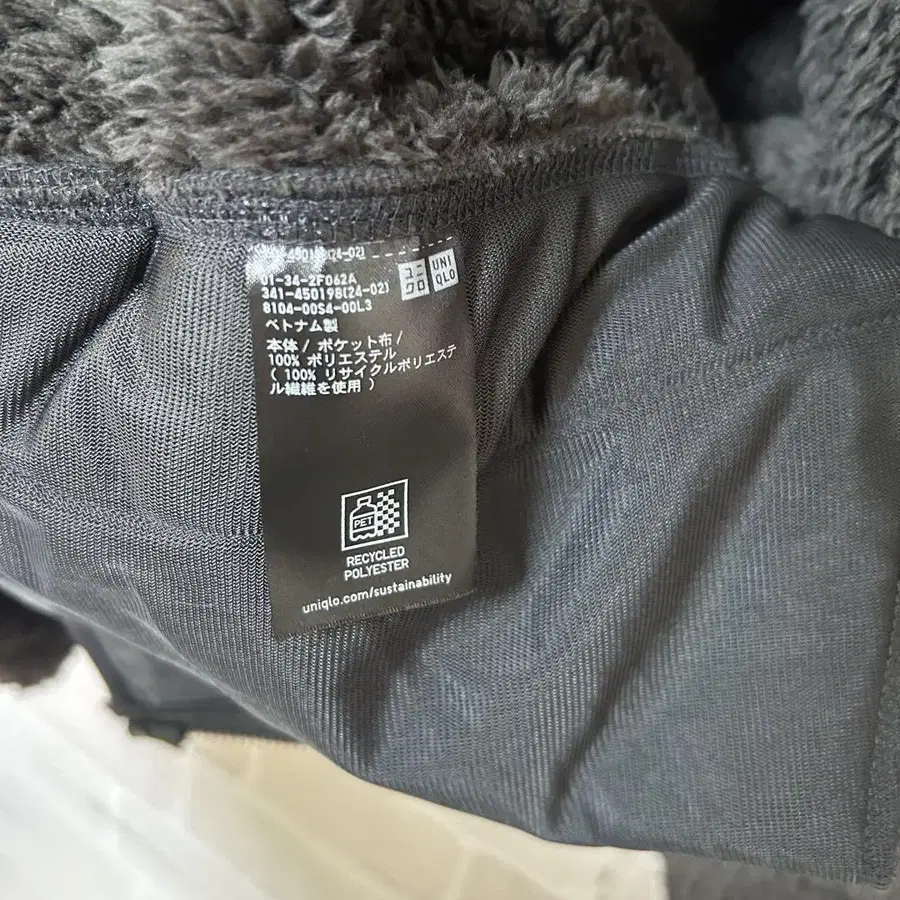 450198(24-02)
01-34-2F062A
341-450198(24-02)
8104-00S4-00L3
ユニ
クロ
UNI
QLO
ベトナム製
本体 / ポケット布 /
100% ポリエステル
( 100% リサイクルポリエステ
ル繊維を使用 )
PET
RECYCLED
POLYESTER
uniqlo.com/sustainability